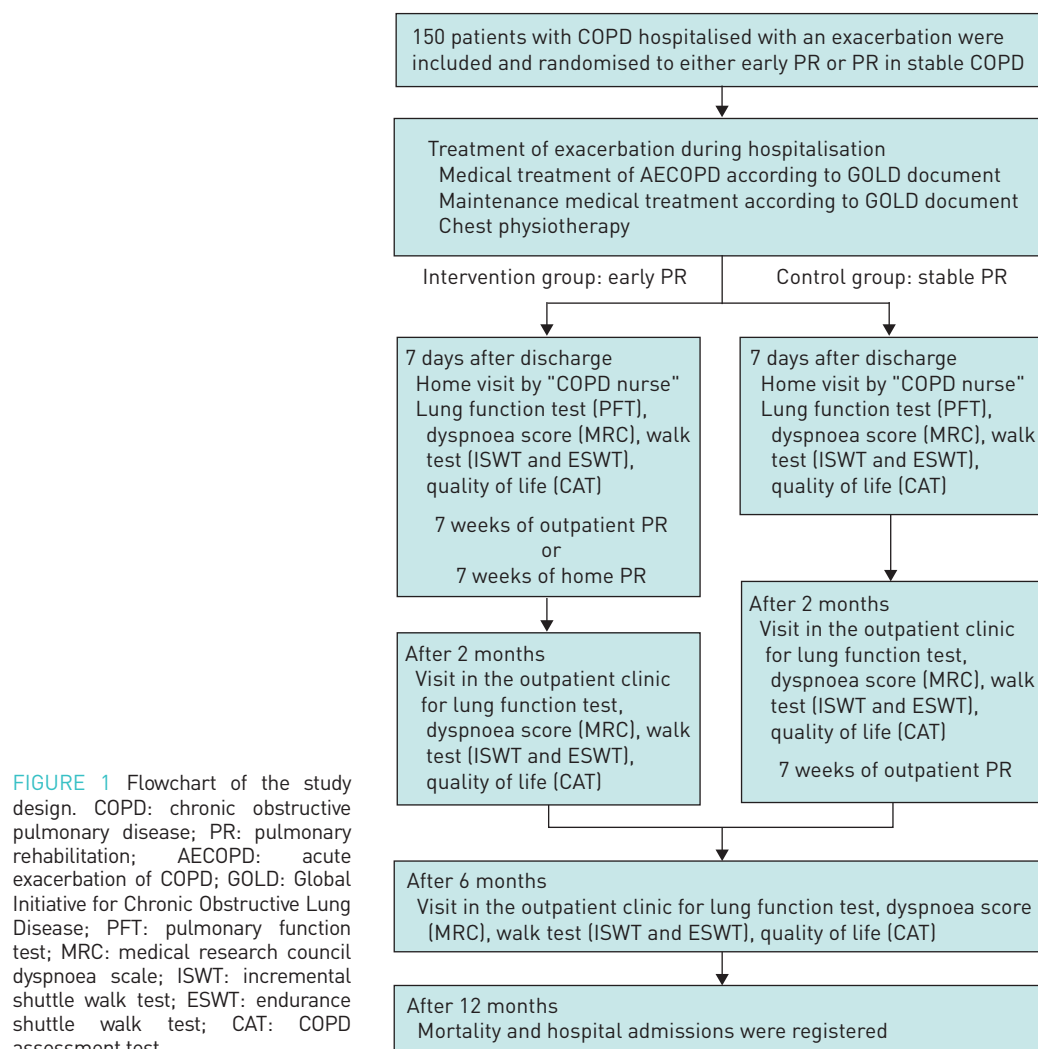 150 patients with COPD hospitalised with an exacerbation were
included and randomised to either early PR or PR in stable COPD
Treatment of exacerbation during hospitalisation
Medical treatment of AECOPD according to GOLD document
Maintenance medical treatment according to GOLD document
Chest physiotherapy
Intervention group: early PR
Control group: stable PR
7 days after discharge
Home visit by "COPD nurse"
Lung function test (PFT),
dyspnoea score (MRC), walk
test (ISWT and ESWT),
quality of life (CAT)
7 weeks of outpatient PR
or
7 weeks of home PR
7 days after discharge
Home visit by "COPD nurse"
Lung function test (PFT),
dyspnoea score (MRC), walk
test (ISWT and ESWT),
quality of life (CAT)
After 2 months
Visit in the outpatient clinic
for lung function test,
dyspnoea score (MRC), walk
test (ISWT and ESWT),
quality of life (CAT)
After 2 months
Visit in the outpatient clinic
for lung function test,
dyspnoea score (MRC), walk
test (ISWT and ESWT),
quality of life (CAT)
7 weeks of outpatient PR
After 6 months
Visit in the outpatient clinic for lung function test, dyspnoea score
(MRC), walk test (ISWT and ESWT), quality of life (CAT)
After 12 months
Mortality and hospital admissions were registered
FIGURE 1 Flowchart of the study
design. COPD: chronic obstructive
pulmonary disease; PR: pulmonary
rehabilitation; AECOPD: acute
exacerbation of COPD; GOLD: Global
Initiative for Chronic Obstructive Lung
Disease; PFT: pulmonary function
test; MRC: medical research council
dyspnoea scale; ISWT: incremental
shuttle walk test; ESWT: endurance
shuttle walk test; CAT: COPD
assessment test